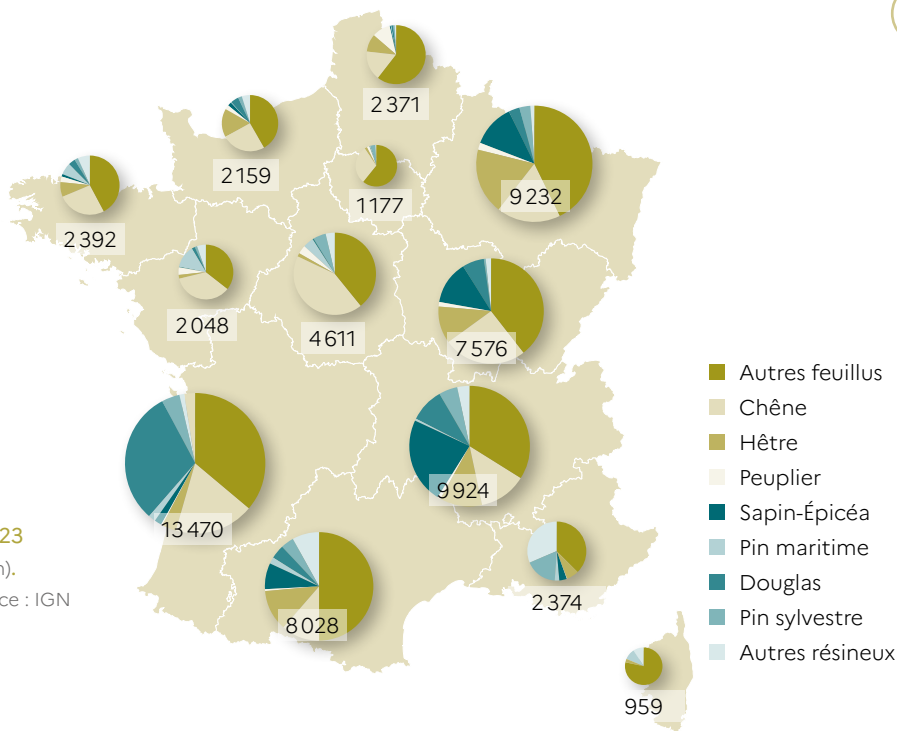 2 371
2 159
1 177
9 232
2 392
2 048
4 611
7 576
Autres feuillus
Chêne
Hêtre
Peuplier
Sapin-Épicéa
Pin maritime
Douglas
Pin sylvestre
Autres résineux
9 924
13 470
23
).
ce : IGN
8 028
2 374
959